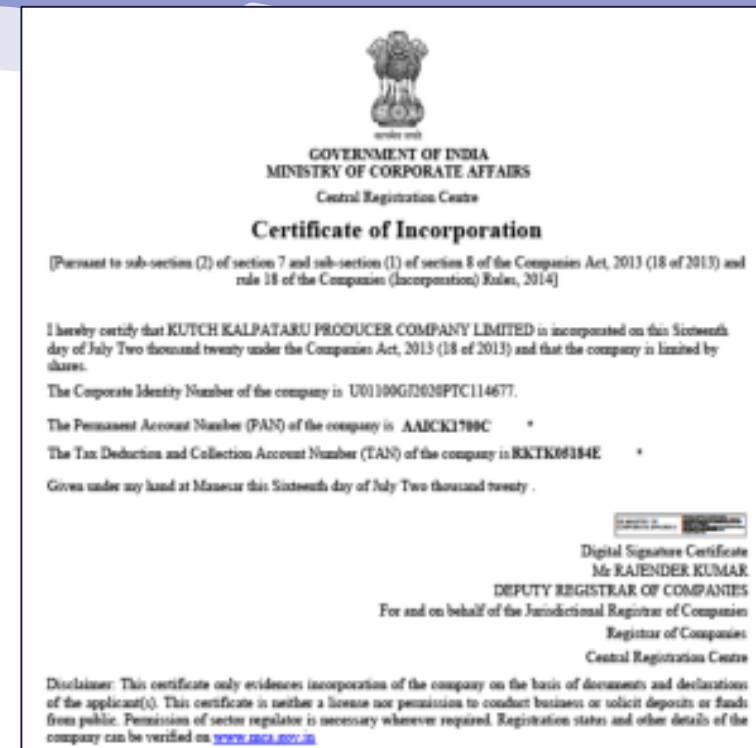 GOVERNMENT OF INDIA
MINISTRY OF CORPORATE AFFAIRS
Central Registration Centre
Certificate of Incorporation
[Pursuant to sub-section (2) of section 7 and sub-section (1) of section 8 of the Companies Act, 2013 (18 of 2013) and
rule 18 of the Companies (Incorporation) Rules, 2014]
I hereby certify that KUTCH KALPATARU PRODUCER COMPANY LIMITED is incorporated on this Sixteenth
day of July Two thousand twenty under the Companies Act, 2013 (18 of 2013) and that the company is limited by
shares.
The Corporate Identity Number of the company is U01100GJ2020PTC114677.
The Permanent Account Number (PAN) of the company is AAICK1700C *
The Tax Deduction and Collection Account Number (TAN) of the company is RKTK05184E *
Given under my hand at Manesar this Sixteenth day of July Two thousand twenty .
Digital Signature Certificate
Mr RAJENDER KUMAR
DEPUTY REGISTRAR OF COMPANIES
For and on behalf of the Jurisdictional Registrar of Companies
Registrar of Companies
Central Registration Centre
Disclaimer: This certificate only evidences incorporation of the company on the basis of documents and declarations
of the applicant(s). This certificate is neither a license nor permission to conduct business or solicit deposits or funds
from public. Permission of sector regulator is necessary wherever required. Registration status and other details of the
company can be verified on www.mca.gov.in